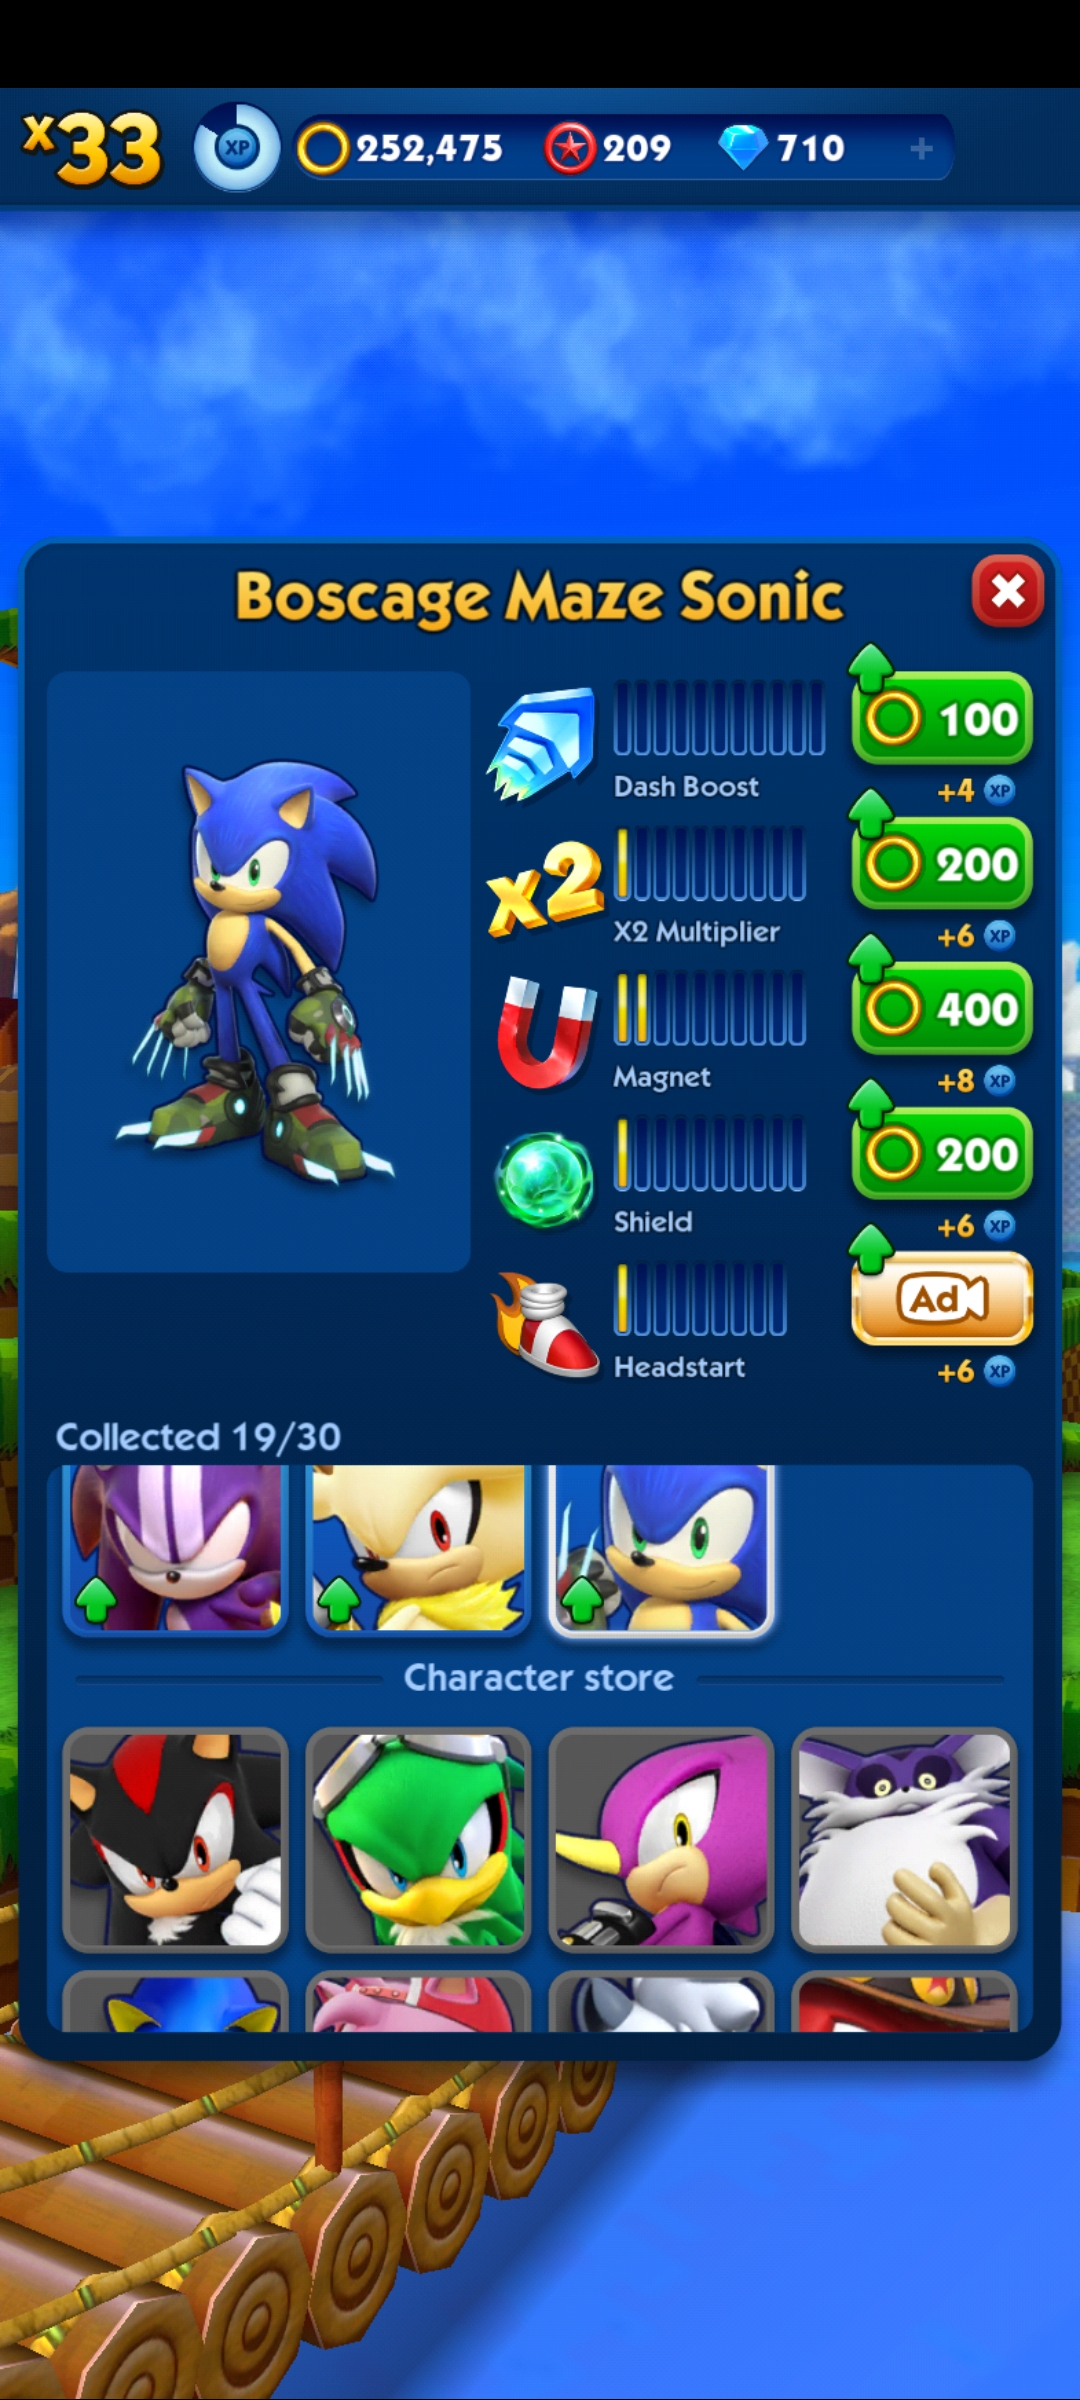 x33 XP 252,475 209 710 +
Boscage Maze Sonic
100
Dash Boost
+4 XP
x2
200
X2 Multiplier
+6 XP
400
Magnet
+8 XP
200
Shield
+6 XP
Ad
Headstart
+6 XP
Collected 19/30
Character store